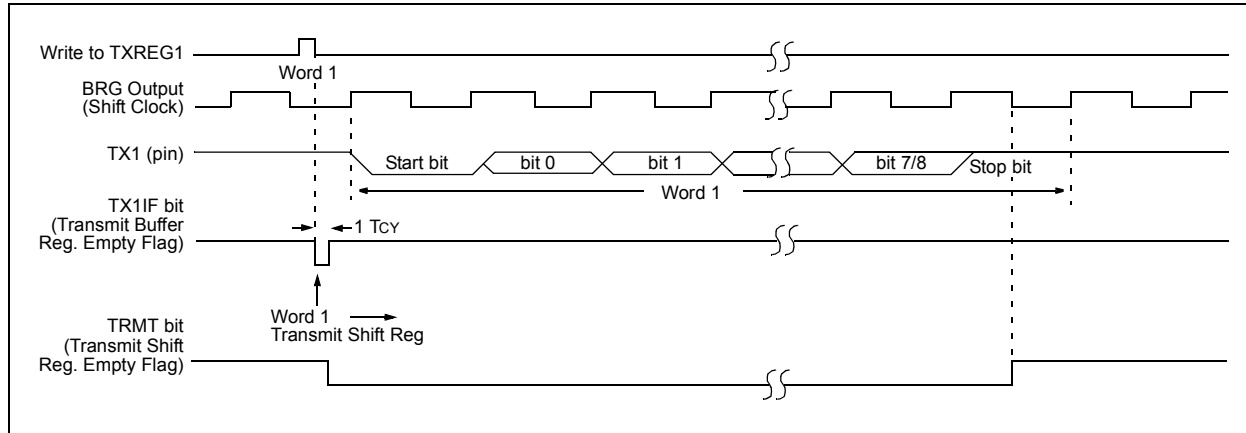 Write to TXREG1
Word 1
BRG Output
(Shift Clock)
TX1 (pin)
Start bit
bit 0
bit 1
bit 7/8
Stop bit
Word 1
TX1IF bit
(Transmit Buffer
Reg. Empty Flag)
1 TCY
Word 1
Transmit Shift Reg
TRMT bit
(Transmit Shift
Reg. Empty Flag)